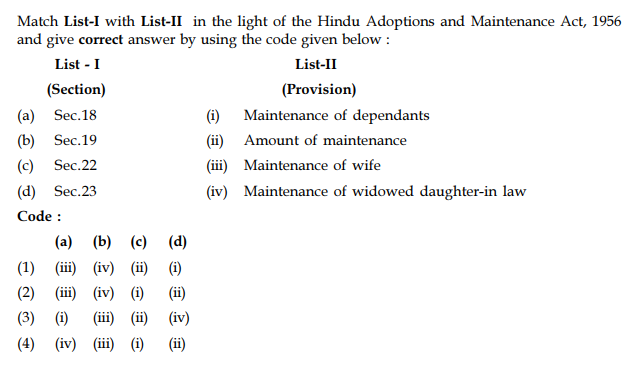 Match List-I with List-II in the light of the Hindu Adoptions and Maintenance Act, 1956
and give correct answer by using the code given below :
List - I List-II
(Section) (Provision)
(a) Sec.18 (i) Maintenance of dependants
(b) Sec.19 (ii) Amount of maintenance
(c) Sec.22 (iii) Maintenance of wife
(d) Sec.23 (iv) Maintenance of widowed daughter-in law
Code :
(a) (b) (c) (d)
(1) (iii) (iv) (ii) (i)
(2) (iii) (iv) (i) (ii)
(3) (i) (iii) (ii) (iv)
(4) (iv) (iii) (i) (ii)